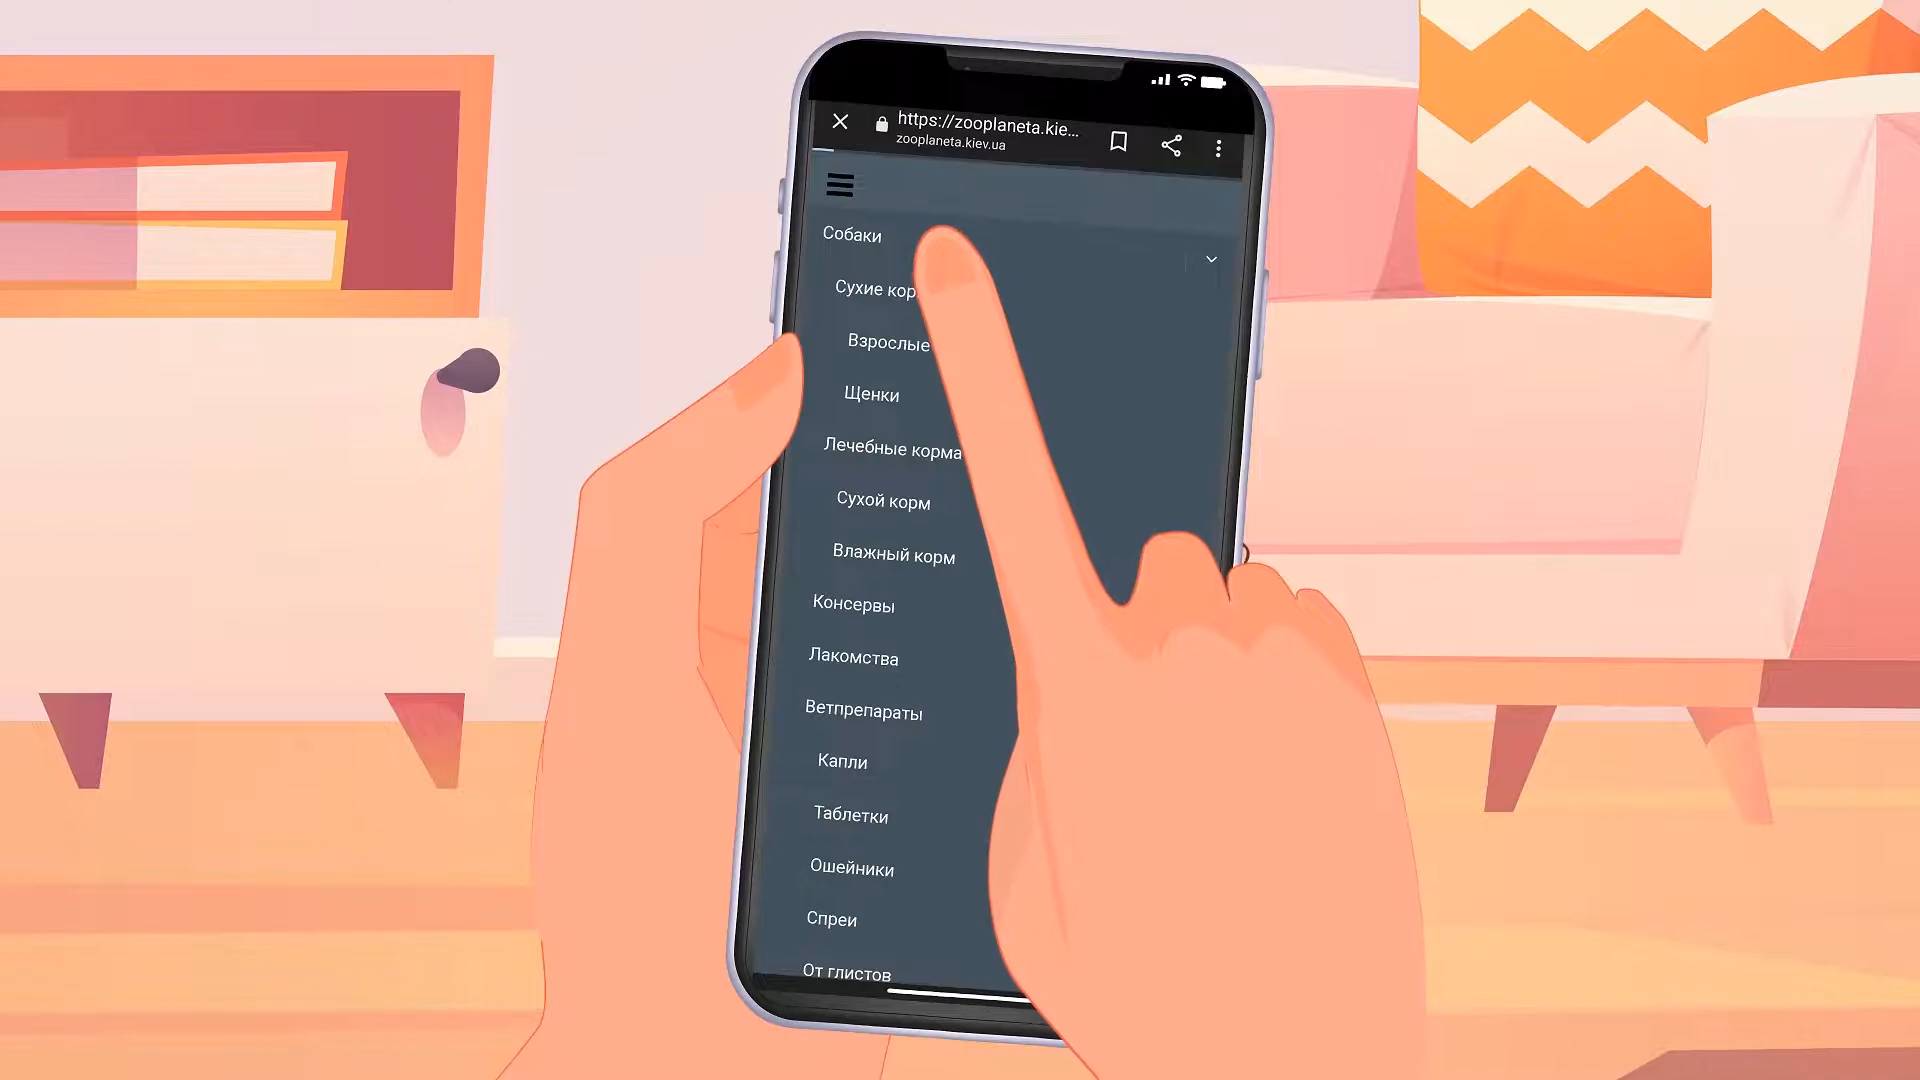 https://zooplaneta.kie...
zooplaneta.kiev.ua
Собаки
Сухие
Взрослые
Щенки
Лечебные корма
Сухой корм
Влажный корм
Консервы
Лакомства
Ветпрепараты
Капли
Таблетки
Ошейники
Спреи
От глистов